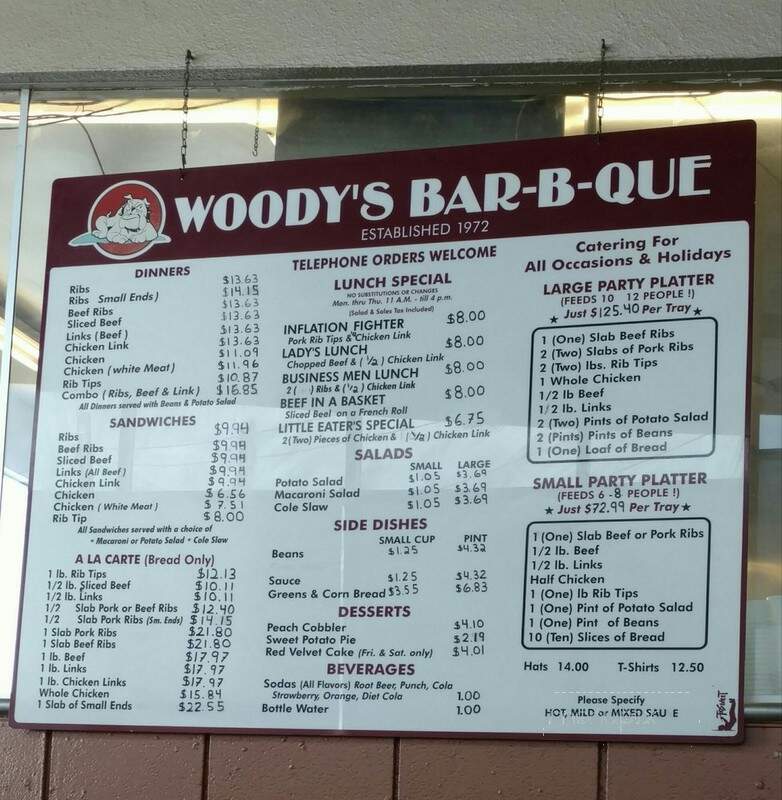 WOODY'S BAR-B-QUE
ESTABLISHED 1972
DINNERS
Ribs $13.63
Ribs Small Ends) $14.15
Beef Ribs $13.63
Sliced Beef $13.63
Links (Beef) $13.63
Chicken Link $13.63
Chicken $11.09
Chicken (white Meat) $11.96
Rib Tips $10.87
Combo (Ribs, Beef & Link) $16.85
All Dinners served with Beans & Potato Salad
SANDWICHES
Ribs $9.94
Beef Ribs $9.94
Sliced Beef $9.94
Links (All Beef) $9.94
Chicken Link $9.94
Chicken $6.56
Chicken (White Meat) $7.51
Rib Tip $8.00
All Sandwiches served with a choice of
• Macaroni or Potato Salad • Cole Slaw
A LA CARTE (Bread Only)
1 lb. Rib Tips $12.13
1/2 lb. Sliced Beef $10.11
1/2 lb. Links $10.11
1/2 Slab Pork or Beef Ribs $12.40
1/2 Slab Pork Ribs (Sm. Ends) $14.15
1 Slab Pork Ribs $21.80
1 Slab Beef Ribs $21.80
1 lb. Beef $17.97
1 lb. Links $17.97
1 lb. Chicken Links $17.97
Whole Chicken $15.84
1 Slab of Small Ends $22.55
TELEPHONE ORDERS WELCOME
LUNCH SPECIAL
NO SUBSTITUTIONS OR CHANGES
Mon. thru Thu. 11 A.M. - till 4 p.m.
(Salad & Sales Tax Included)
INFLATION FIGHTER $8.00
Pork Rib Tips & Chicken Link
LADY'S LUNCH $8.00
Chopped Beef & (1/2) Chicken Link
BUSINESS MEN LUNCH $8.00
2 ( ) Ribs & (1/2) Chicken Link
BEEF IN A BASKET $8.00
Sliced Beef on a French Roll
LITTLE EATER'S SPECIAL $6.75
2(Two) Pieces of Chicken & (1/2) Chicken Link
SALADS
SMALL LARGE
Potato Salad $1.05 $3.69
Macaroni Salad $1.05 $3.69
Cole Slaw $1.05 $3.69
SIDE DISHES
SMALL CUP PINT
Beans $1.25 $4.32
Sauce $1.25 $4.32
Greens & Corn Bread $3.55 $6.83
DESSERTS
Peach Cobbler $4.10
Sweet Potato Pie $2.19
Red Velvet Cake (Fri. & Sat. only) $4.01
BEVERAGES
Sodas (All Flavors) Root Beer, Punch, Cola
Strawberry, Orange, Diet Cola 1.00
Bottle Water 1.00
Catering For
All Occasions & Holidays
LARGE PARTY PLATTER
(FEEDS 10 12 PEOPLE !)
★ Just $125.40 Per Tray ★
1 (One) Slab Beef Ribs
2 (Two) Slabs of Pork Ribs
2 (Two) lbs. Rib Tips
1 Whole Chicken
1/2 lb Beef
1/2 lb. Links
2 (Two) Pints of Potato Salad
2 (Pints) Pints of Beans
1 (One) Loaf of Bread
SMALL PARTY PLATTER
(FEEDS 6 -8 PEOPLE !)
★ Just $72.99 Per Tray ★
1 (One) Slab Beef or Pork Ribs
1/2 lb. Beef
1/2 lb. Links
Half Chicken
1 (One) lb Rib Tips
1 (One) Pint of Potato Salad
1 (One) Pint of Beans
10 (Ten) Slices of Bread
Hats 14.00 T-Shirts 12.50
Please Specify
HOT, MILD or MIXED SAU E